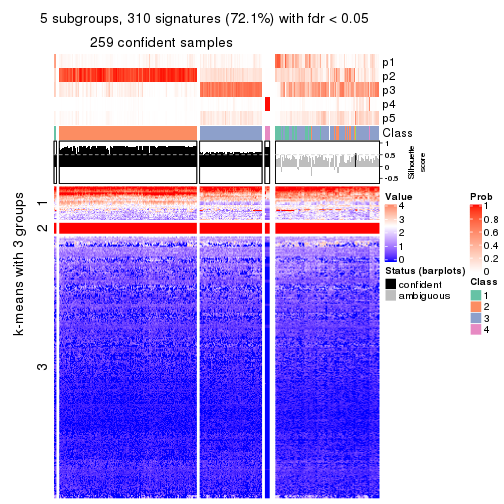 5 subgroups, 310 signatures (72.1%) with fdr < 0.05
259 confident samples
p1
p2
p3
p4
p5
Class
1
0.5
0
-0.5
Silhouette
score
k-means with 3 groups
1
2
3
Value
4
3
2
1
0
Status (barplots)
confident
ambiguous
Prob
1
0.8
0.6
0.4
0.2
0
Class
1
2
3
4